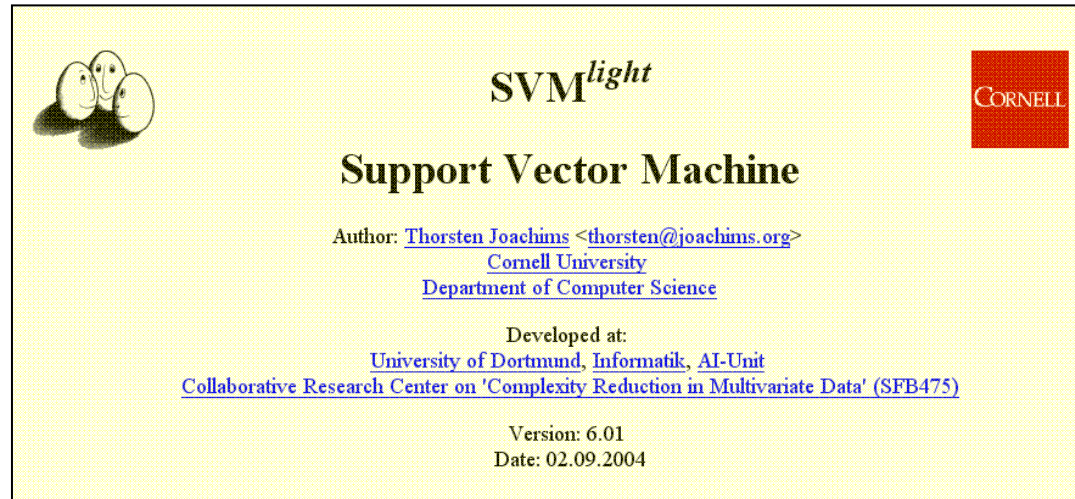 SVMlight
CORNELL
Support Vector Machine
Author: Thorsten Joachims <thorsten@joachims.org>
Cornell University
Department of Computer Science
Developed at:
University of Dortmund, Informatik, AI-Unit
Collaborative Research Center on 'Complexity Reduction in Multivariate Data' (SFB475)
Version: 6.01
Date: 02.09.2004